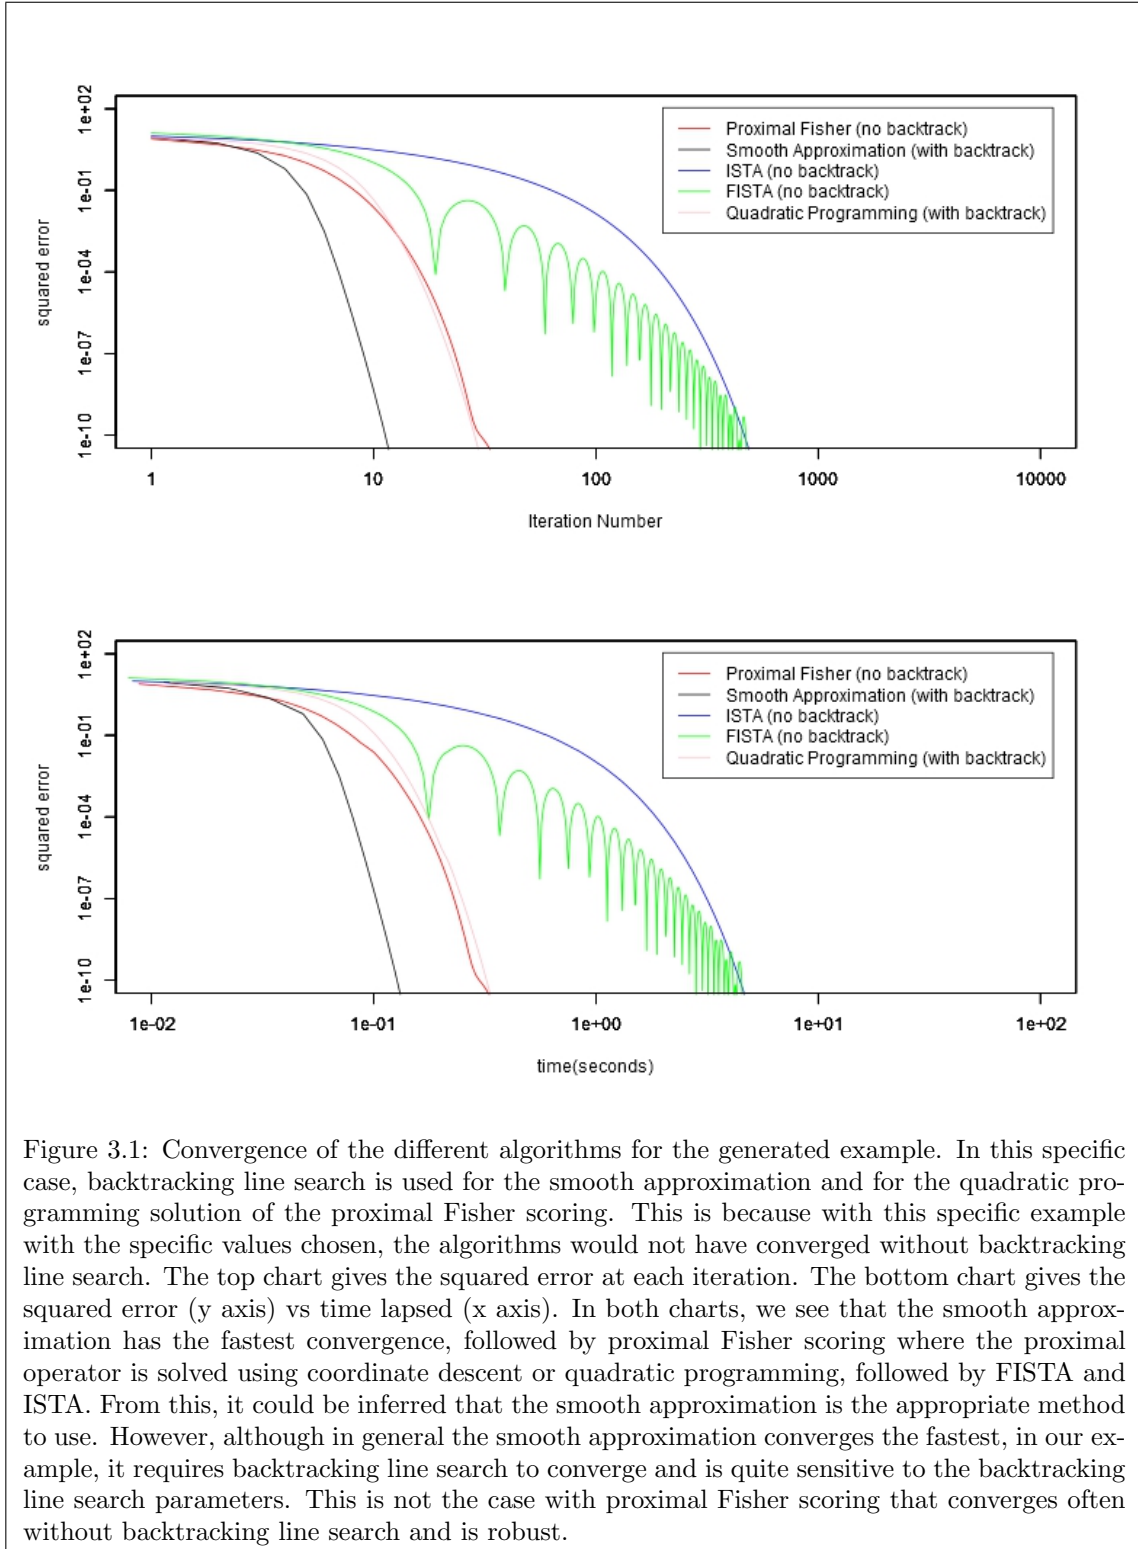 1e+02
1e-01
1e-04
1e-07
1e-10
squared error
Proximal Fisher (no backtrack)
Smooth Approximation (with backtrack)
ISTA (no backtrack)
FISTA (no backtrack)
Quadratic Programming (with backtrack)
1 10 100 1000 10000
Iteration Number
1e+02
1e-01
1e-04
1e-07
1e-10
squared error
Proximal Fisher (no backtrack)
Smooth Approximation (with backtrack)
ISTA (no backtrack)
FISTA (no backtrack)
Quadratic Programming (with backtrack)
1e-02 1e-01 1e+00 1e+01 1e+02
time(seconds)
Figure 3.1: Convergence of the different algorithms for the generated example. In this specific
case, backtracking line search is used for the smooth approximation and for the quadratic pro-
gramming solution of the proximal Fisher scoring. This is because with this specific example
with the specific values chosen, the algorithms would not have converged without backtracking
line search. The top chart gives the squared error at each iteration. The bottom chart gives the
squared error (y axis) vs time lapsed (x axis). In both charts, we see that the smooth approx-
imation has the fastest convergence, followed by proximal Fisher scoring where the proximal
operator is solved using coordinate descent or quadratic programming, followed by FISTA and
ISTA. From this, it could be inferred that the smooth approximation is the appropriate method
to use. However, although in general the smooth approximation converges the fastest, in our ex-
ample, it requires backtracking line search to converge and is quite sensitive to the backtracking
line search parameters. This is not the case with proximal Fisher scoring that converges often
without backtracking line search and is robust.